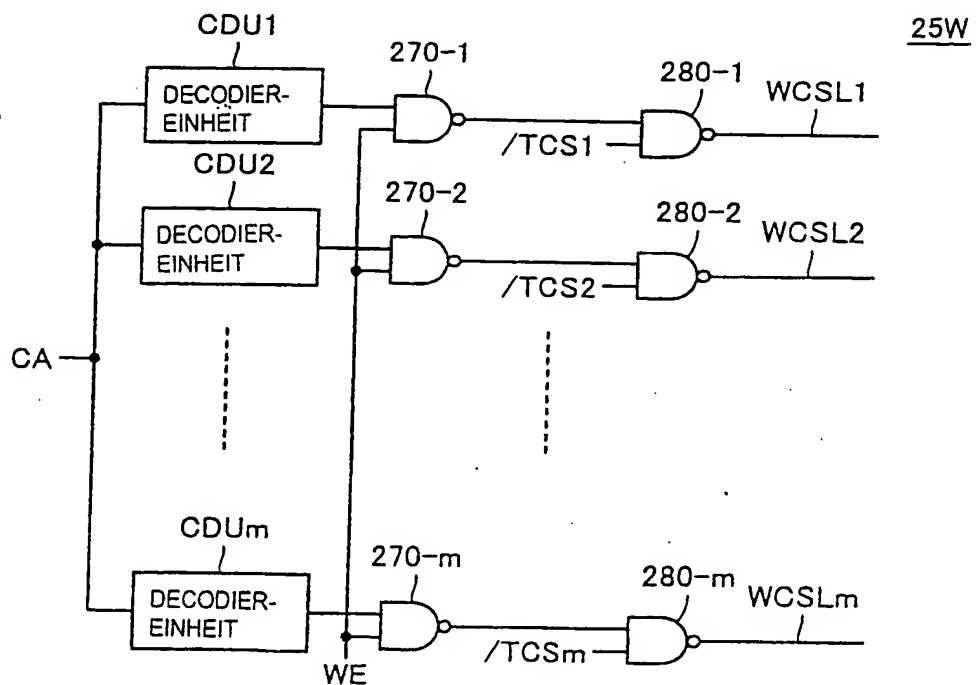 25W
CDU1
DECODIER-
EINHEIT
270-1
280-1
WCSL1
/TCS1
CDU2
DECODIER-
EINHEIT
270-2
280-2
WCSL2
/TCS2
CA
CDUm
DECODIER-
EINHEIT
270-m
280-m
WCSLm
/TCSm
WE